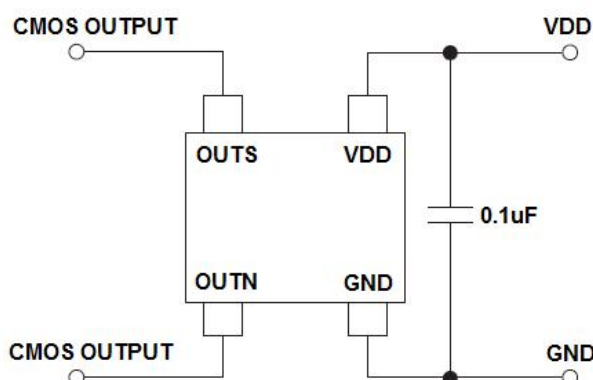 CMOS OUTPUT
VDD
OUTS
VDD
0.1uF
OUTN
GND
CMOS OUTPUT
GND